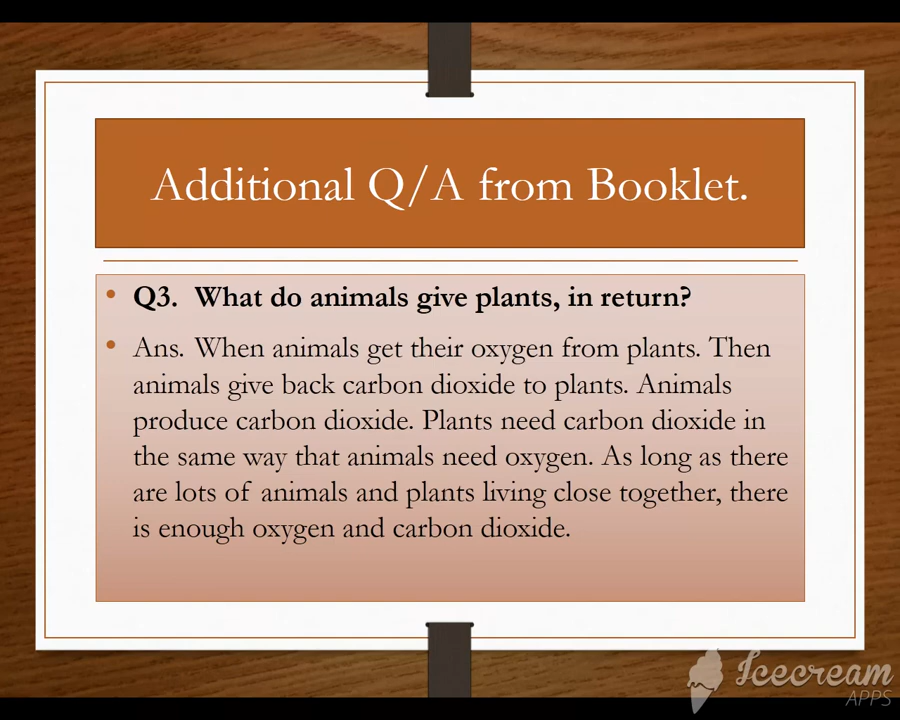 Additional Q/A from Booklet.
• Q3. What do animals give plants, in return?
• Ans. When animals get their oxygen from plants. Then
animals give back carbon dioxide to plants. Animals
produce carbon dioxide. Plants need carbon dioxide in
the same way that animals need oxygen. As long as there
are lots of animals and plants living close together, there
is enough oxygen and carbon dioxide.
Icecream
APPS